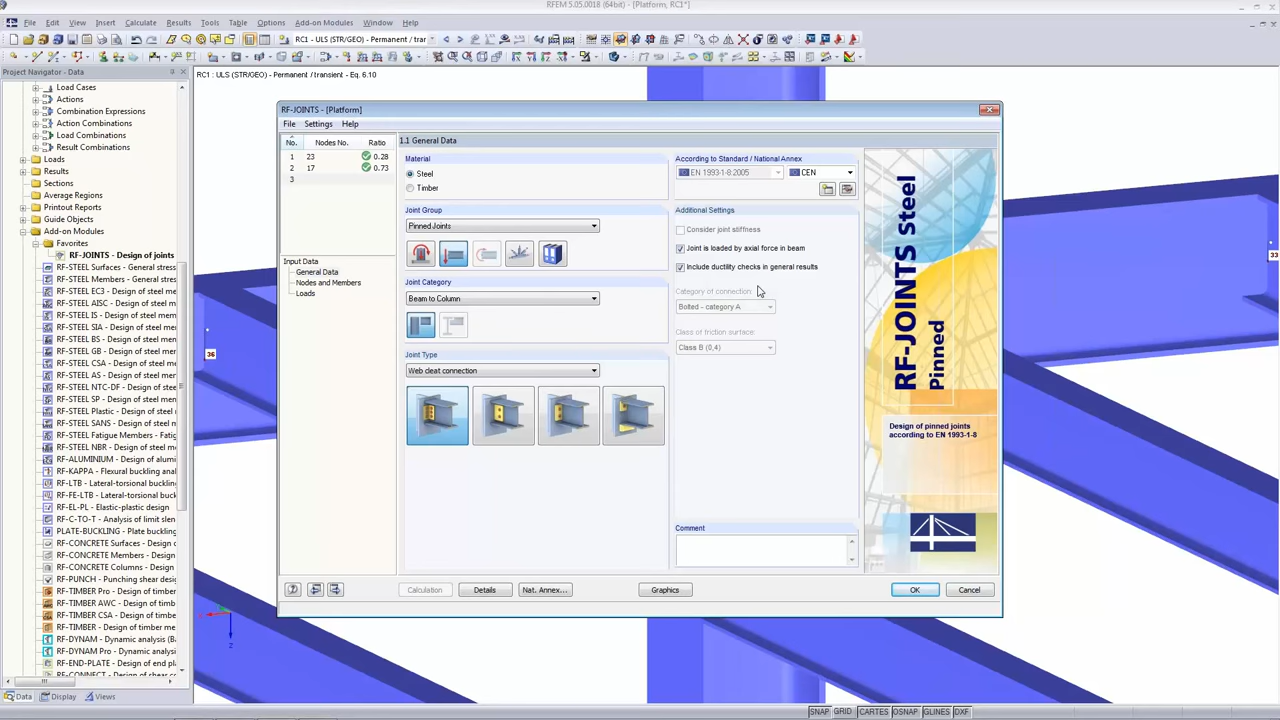 RFEM 5.05.0018 (64bit) - [Platform, RC1*]
File Edit View Insert Calculate Results Tools Table Options Add-on Modules Window Help
RC1 - ULS (STR/GEO) - Permanent / trar
Project Navigator - Data
RC1 : ULS (STR/GEO) - Permanent / transient - Eq. 6.10
Load Cases
Actions
Combination Expressions
Action Combinations
Load Combinations
Result Combinations
Loads
Results
Sections
Average Regions
Printout Reports
Guide Objects
Add-on Modules
Favorites
RF-JOINTS - Design of joints
RF-STEEL Surfaces - General stress
RF-STEEL Members - General stres
RF-STEEL EC3 - Design of steel me
RF-STEEL AISC - Design of steel m
RF-STEEL IS - Design of steel mem
RF-STEEL SIA - Design of steel mer
RF-STEEL BS - Design of steel mem
RF-STEEL GB - Design of steel mem
RF-STEEL CSA - Design of steel me
RF-STEEL AS - Design of steel mer
RF-STEEL NTC-DF - Design of steel
RF-STEEL SP - Design of steel mem
RF-STEEL Plastic - Design of steel r
RF-STEEL SANS - Design of steel m
RF-STEEL Fatigue Members - Fatig
RF-STEEL NBR - Design of steel me
RF-ALUMINIUM - Design of alumi
RF-KAPPA - Flexural buckling anal
RF-LTB - Lateral-torsional bucklin
RF-FE-LTB - Lateral-torsional buck
RF-EL-PL - Elastic-plastic design
RF-C-TO-T - Analysis of limit slen
PLATE-BUCKLING - Plate buckling
RF-CONCRETE Surfaces - Design o
RF-CONCRETE Members - Design
RF-CONCRETE Columns - Design o
RF-PUNCH - Punching shear desig
RF-TIMBER Pro - Design of timber
RF-TIMBER AWC - Design of timbe
RF-TIMBER CSA - Design of timber
RF-TIMBER - Design of timber me
RF-DYNAM - Dynamic analysis (B
RF-DYNAM Pro - Dynamic analysi
RF-END-PLATE - Design of end pla
RF-CONNECT - Design of shear co
Data Display Views
36
33
z
RF-JOINTS - [Platform]
File Settings Help
No. Nodes No. Ratio
1 23 0.28
2 17 0.73
3
Input Data
General Data
Nodes and Members
Loads
1.1 General Data
Material
Steel
Timber
Joint Group
Pinned Joints
Joint Category
Beam to Column
Joint Type
Web cleat connection
According to Standard / National Annex
EN 1993-1-8:2005 CEN
Additional Settings
Consider joint stiffness
Joint is loaded by axial force in beam
Include ductility checks in general results
Category of connection:
Bolted - category A
Class of friction surface:
Class B (0,4)
Comment
RF-JOINTS steel
Pinned
Design of pinned joints
according to EN 1993-1-8
Calculation Details Nat. Annex... Graphics OK Cancel
SNAP GRID CARTES OSNAP GLINES DXF